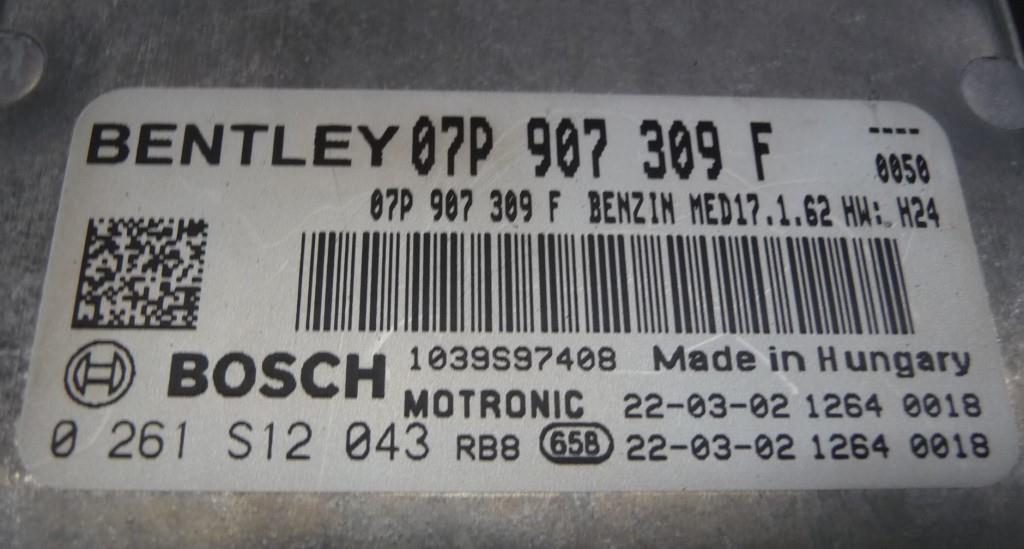 BENTLEY 07P 907 309 F ----
0050
07P 907 309 F BENZIN MED17.1.62 HW: H24
BOSCH 1039S97408 Made in Hungary
MOTRONIC 22-03-02 1264 0018
0 261 S12 043 RB8 65B 22-03-02 1264 0018